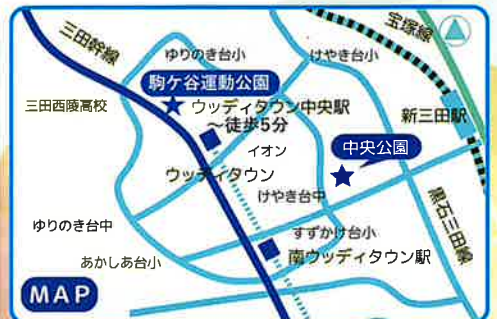 三田幹線
宝塚線
ゆりのき台小
けやき台小
駒ケ谷運動公園
三田西陵高校
ウッディタウン中央駅
～徒歩5分
新三田駅
イオン
中央公園
ウッディタウン
けやき台中
黒石三田線
ゆりのき台中
すずかけ台小
南ウッディタウン駅
あかしあ台小
MAP